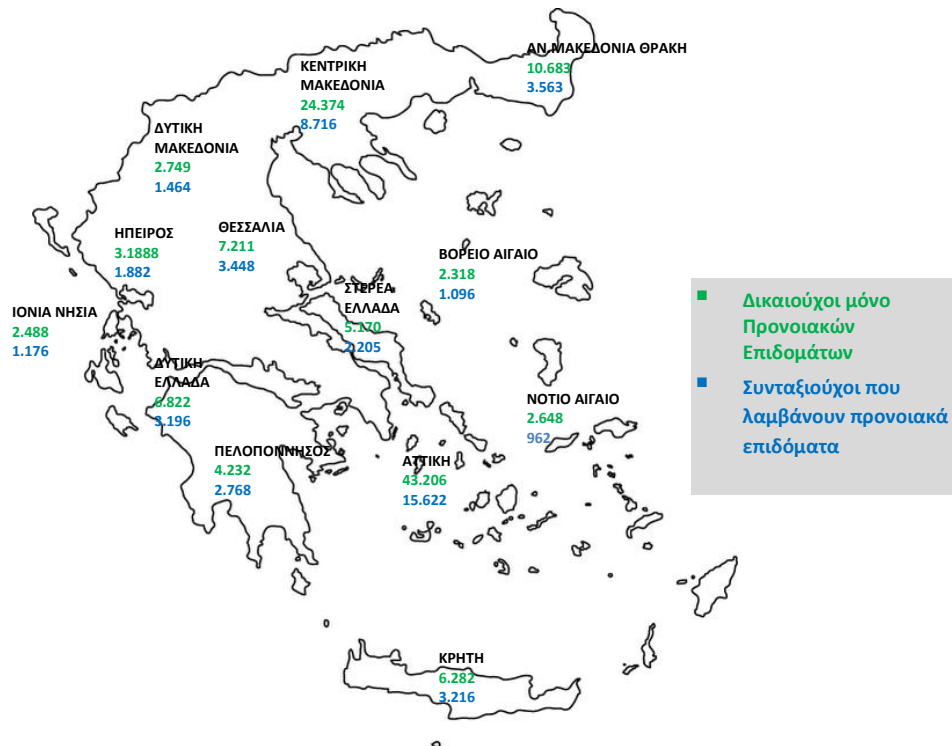 ΑΝ.ΜΑΚΕΔΟΝΙΑ ΘΡΑΚΗ
10.683
3.563
ΚΕΝΤΡΙΚΗ
ΜΑΚΕΔΟΝΙΑ
24.374
8.716
ΔΥΤΙΚΗ
ΜΑΚΕΔΟΝΙΑ
2.749
1.464
ΗΠΕΙΡΟΣ
3.1888
1.882
ΘΕΣΣΑΛΙΑ
7.211
3.448
ΒΟΡΕΙΟ ΑΙΓΑΙΟ
2.318
1.096
ΣΤΕΡΕΑ
ΕΛΛΑΔΑ
5.170
2.205
ΙΟΝΙΑ ΝΗΣΙΑ
2.488
1.176
ΔΥΤΙΚΗ
ΕΛΛΑΔΑ
6.822
3.196
ΝΟΤΙΟ ΑΙΓΑΙΟ
2.648
962
ΠΕΛΟΠΟΝΝΗΣΟΣ
4.232
2.768
ΑΤΤΙΚΗ
43.206
15.622
ΚΡΗΤΗ
6.282
3.216
Δικαιούχοι μόνο
Προνοιακών
Επιδομάτων
Συνταξιούχοι που
λαμβάνουν προνοιακά
επιδόματα